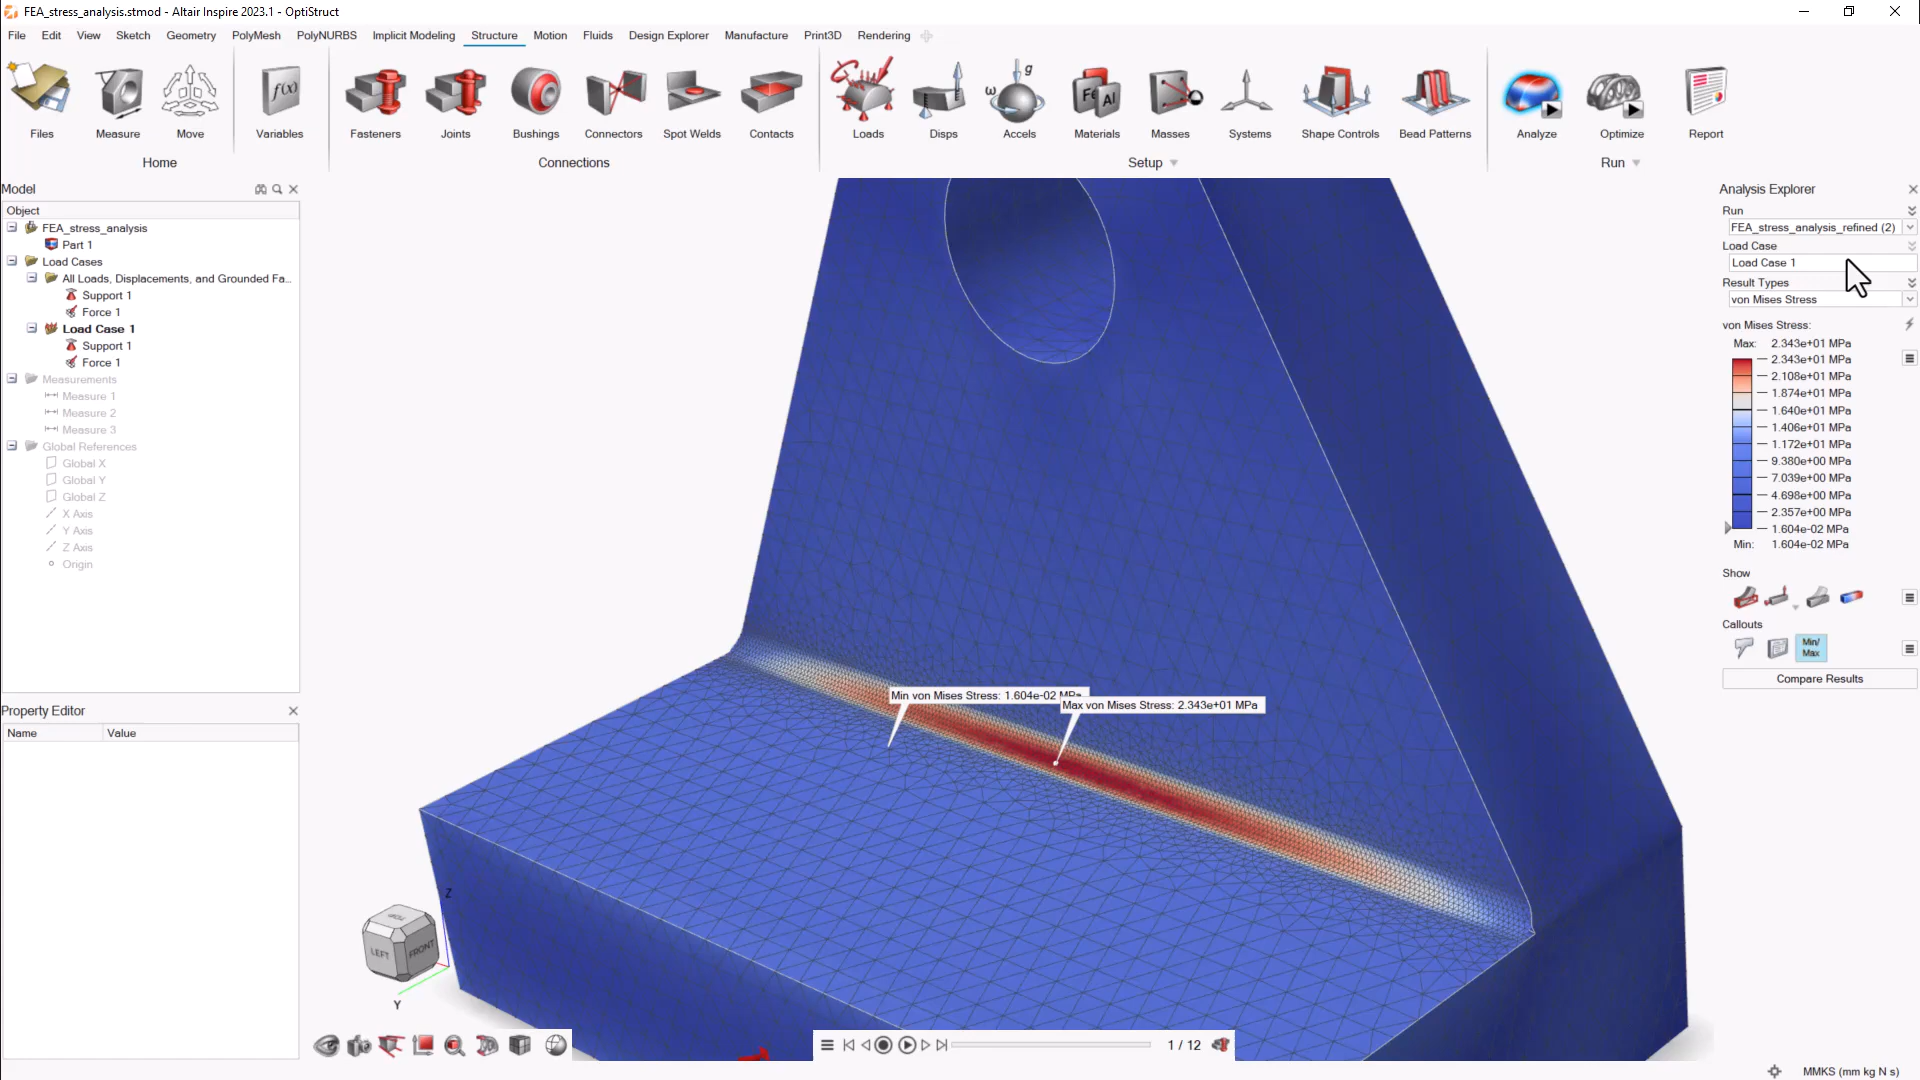 FEA_stress_analysis.stmod - Altair Inspire 2023.1 - OptiStruct
File Edit View Sketch Geometry PolyMesh PolyNURBS Implicit Modeling Structure Motion Fluids Design Explorer Manufacture Print3D Rendering
Files Measure Move Variables Fasteners Joints Bushings Connectors Spot Welds Contacts Loads Disps Accels Materials Masses Systems Shape Controls Bead Patterns Analyze Optimize Report
Home Connections Setup Run
Model
Object
FEA_stress_analysis
Part 1
Load Cases
All Loads, Displacements, and Grounded Fa...
Support 1
Force 1
Load Case 1
Support 1
Force 1
Measurements
Measure 1
Measure 2
Measure 3
Global References
Global X
Global Y
Global Z
X Axis
Y Axis
Z Axis
Origin
Property Editor
Name Value
Min von Mises Stress: 1.604e-02 MPa
Max von Mises Stress: 2.343e+01 MPa
Z
TOP
LEFT
FRONT
Y
1 / 12
Analysis Explorer
Run
FEA_stress_analysis_refined (2)
Load Case
Load Case 1
Result Types
von Mises Stress
von Mises Stress:
Max: 2.343e+01 MPa
2.343e+01 MPa
2.108e+01 MPa
1.874e+01 MPa
1.640e+01 MPa
1.406e+01 MPa
1.172e+01 MPa
9.380e+00 MPa
7.039e+00 MPa
4.698e+00 MPa
2.357e+00 MPa
1.604e-02 MPa
Min: 1.604e-02 MPa
Show
Callouts
Min/
Max
Compare Results
MMKS (mm kg N s)